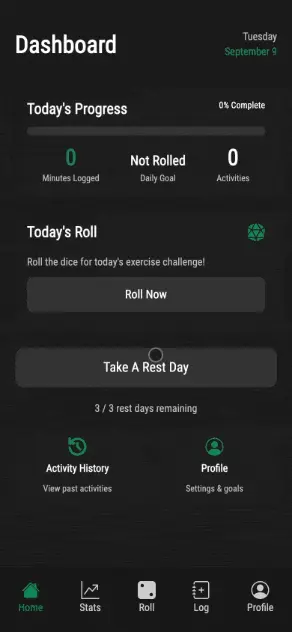 Dashboard
Tuesday
September 9
Today's Progress
0% Complete
0
Not Rolled
0
Minutes Logged
Daily Goal
Activities
Today's Roll
Roll the dice for today's exercise challenge!
Roll Now
Take A Rest Day
3 / 3 rest days remaining
Activity History
Profile
View past activities
Settings & goals
Home
Stats
Roll
Log
Profile